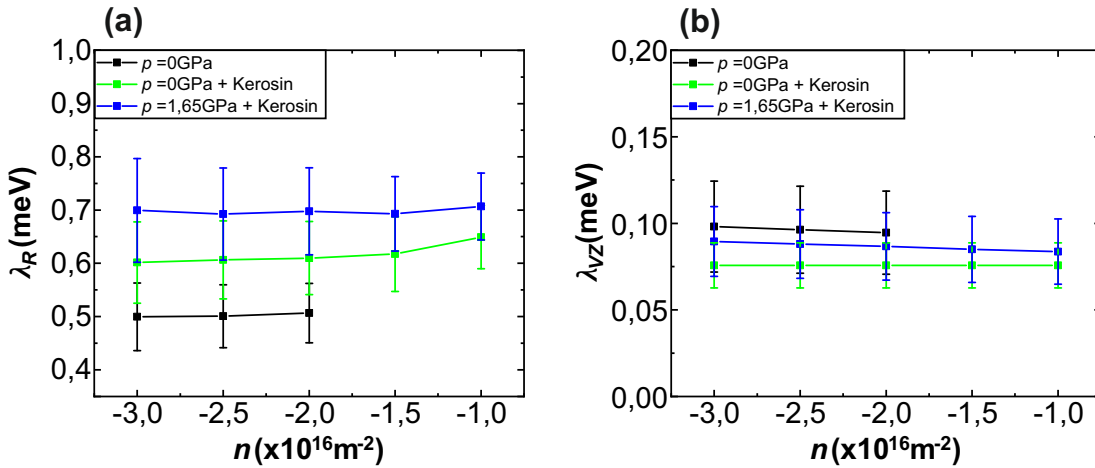 (a)
1,0
0,9
0,8
0,7
0,6
0,5
0,4
λR(meV)
p =0GPa
p =0GPa + Kerosin
p =1,65GPa + Kerosin
-3,0 -2,5 -2,0 -1,5 -1,0
n(x10¹⁶m⁻²)
(b)
0,20
0,15
0,10
0,05
0,00
λVZ(meV)
p =0GPa
p =0GPa + Kerosin
p =1,65GPa + Kerosin
-3,0 -2,5 -2,0 -1,5 -1,0
n(x10¹⁶m⁻²)